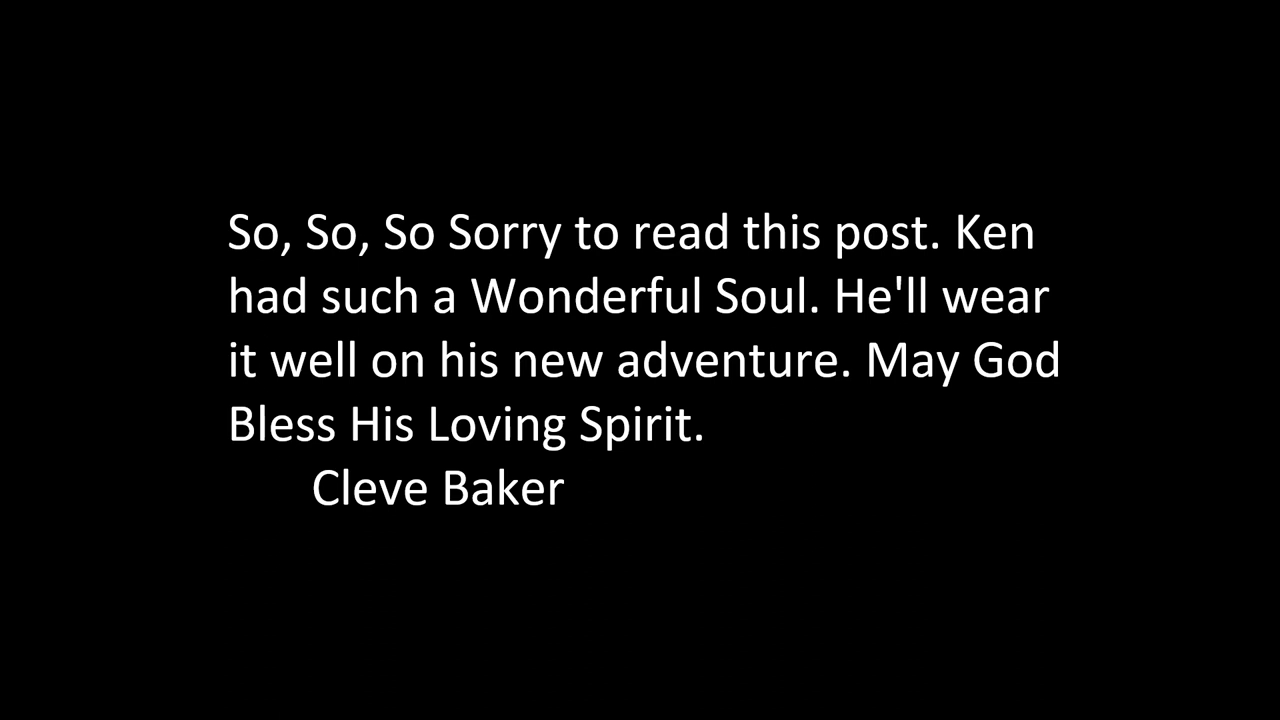 So, So, So Sorry to read this post. Ken
had such a Wonderful Soul. He'll wear
it well on his new adventure. May God
Bless His Loving Spirit.
Cleve Baker